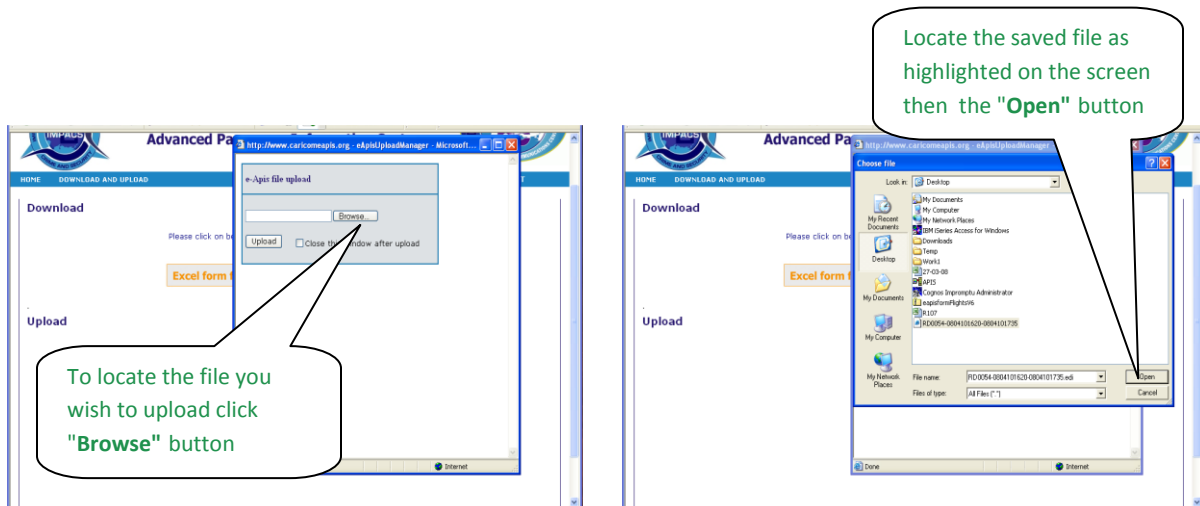 Locate the saved file as
highlighted on the screen
then the "Open" button
IMPACS
Advanced Pa
http://www.caricomeapis.org - eApisUploadManager - Microsoft...
HOME DOWNLOAD AND UPLOAD
e-Apis file upload
Download
Browse...
Please click on be
Upload
Close this window after upload
Excel form f
Upload
To locate the file you
wish to upload click
"Browse" button
Internet
Advanced Pa
http://www.caricomeapis.org - eApisUploadManager
Choose file
HOME DOWNLOAD AND UPLOAD
Look in:
Desktop
Download
My Recent
Documents
Desktop
My Documents
My Computer
My Network
Places
My Documents
My Computer
My Network Places
IBM iSeries Access for Windows
Downloads
Temp
Work1
27-03-08
APIS
Cognos Impromptu Administrator
eapisformFlightsV6
R107
RD0054-0804101620-0804101735
Please click on be
Excel form f
Upload
File name:
RD0054-0804101620-0804101735.edi
Open
Files of type:
All Files (*.*)
Cancel
Done
Internet